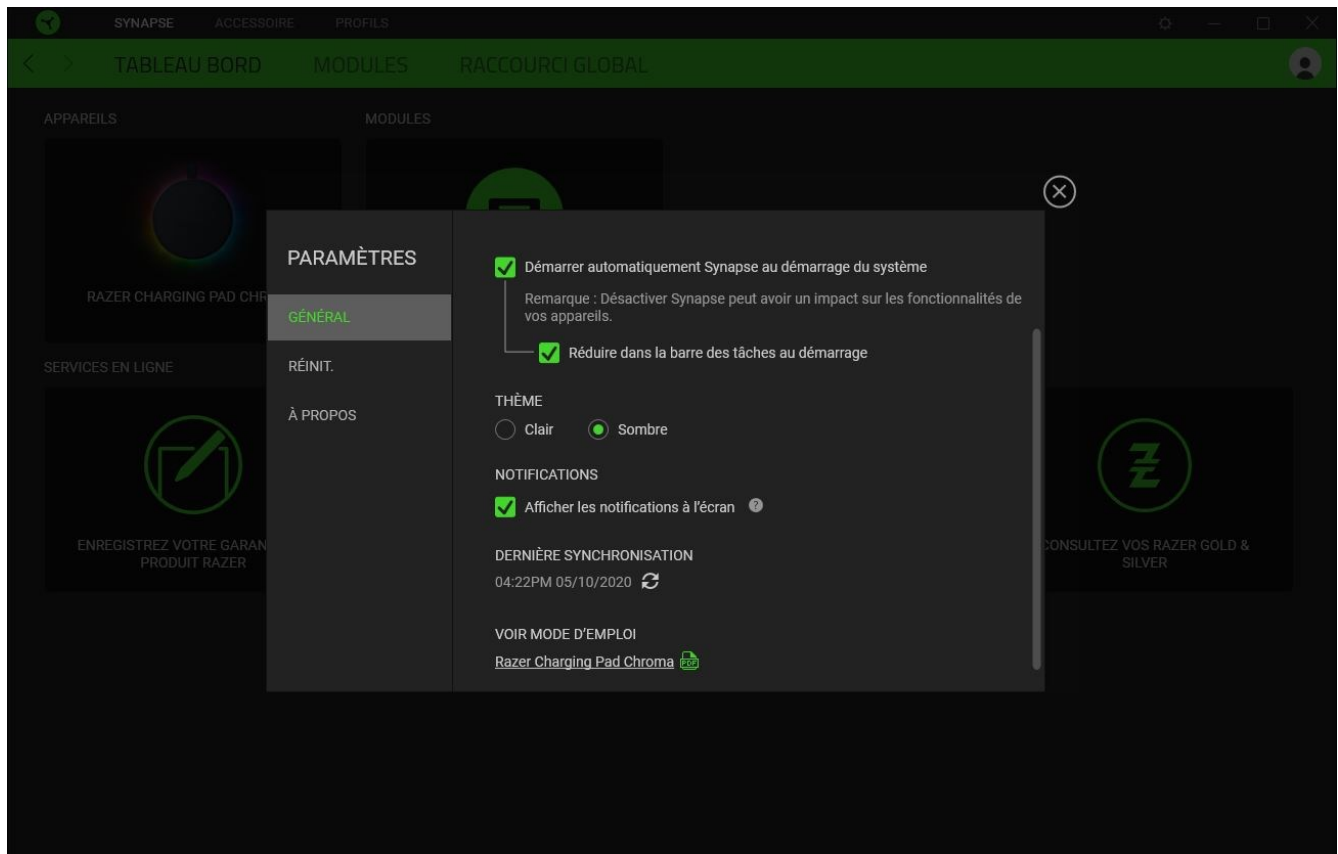 SYNAPSE ACCESSOIRE PROFILS
TABLEAU BORD MODULES RACCOURCI GLOBAL
APPAREILS MODULES
RAZER CHARGING PAD CHR
SERVICES EN LIGNE
ENREGISTREZ VOTRE GARAN
PRODUIT RAZER
PARAMÈTRES
GÉNÉRAL
RÉINIT.
À PROPOS
Démarrer automatiquement Synapse au démarrage du système
Remarque : Désactiver Synapse peut avoir un impact sur les fonctionnalités de
vos appareils.
Réduire dans la barre des tâches au démarrage
THÈME
Clair Sombre
NOTIFICATIONS
Afficher les notifications à l'écran ?
DERNIÈRE SYNCHRONISATION
04:22PM 05/10/2020
VOIR MODE D'EMPLOI
Razer Charging Pad Chroma PDF
CONSULTEZ VOS RAZER GOLD &
SILVER